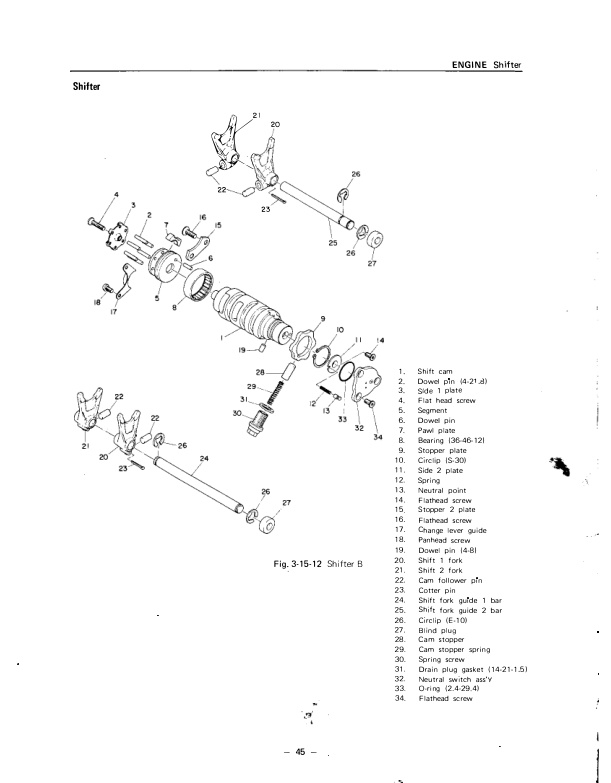 ENGINE Shifter
Shifter
21
20
26
22
23
25
26
27
4
3
2
7
16
15
6
5
8
18
17
1
19
9
10
11
14
28
29
31
30
12
13
33
32
34
22
22
21
20
23
26
24
26
27
1. Shift cam
2. Dowel pin (4-21.8)
3. Side 1 plate
4. Flat head screw
5. Segment
6. Dowel pin
7. Pawl plate
8. Bearing (36-46-12)
9. Stopper plate
10. Circlip (S-30)
11. Side 2 plate
12. Spring
13. Neutral point
14. Flathead screw
15. Stopper 2 plate
16. Flathead screw
17. Change lever guide
18. Panhead screw
19. Dowel pin (4-8)
20. Shift 1 fork
21. Shift 2 fork
22. Cam follower pin
23. Cotter pin
24. Shift fork guide 1 bar
25. Shift fork guide 2 bar
26. Circlip (E-10)
27. Blind plug
28. Cam stopper
29. Cam stopper spring
30. Spring screw
31. Drain plug gasket (14-21-1.5)
32. Neutral switch ass'y
33. O-ring (2.4-29.4)
34. Flathead screw
Fig. 3-15-12 Shifter B
– 45 –